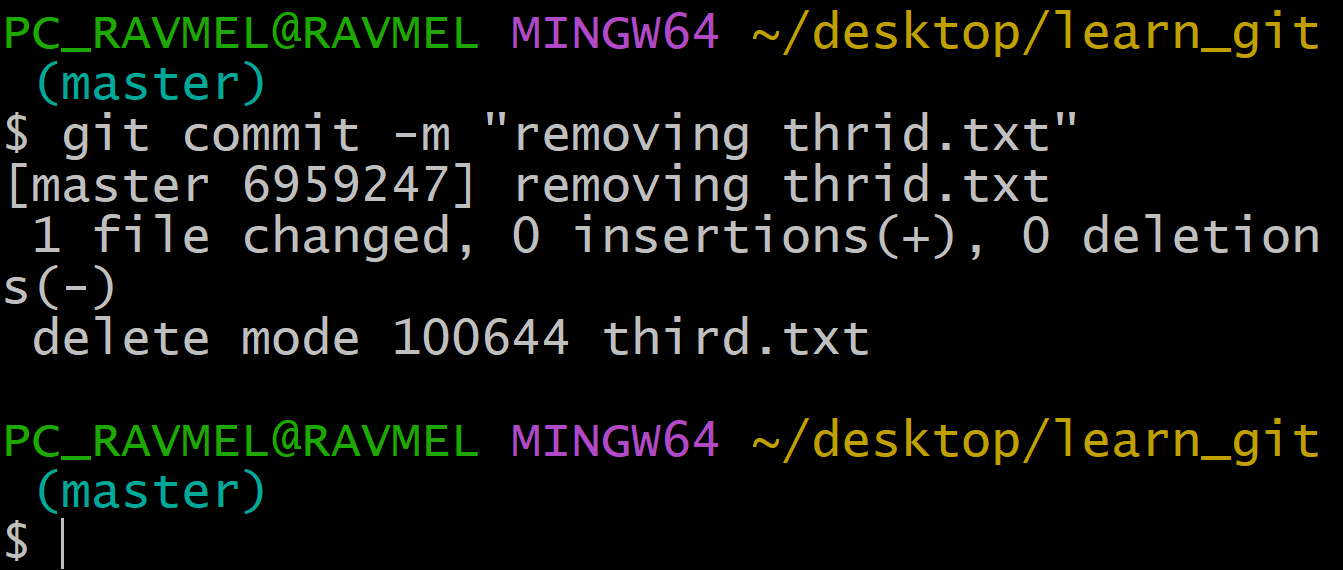 PC_RAVMEL@RAVMEL MINGW64 ~/desktop/learn_git
(master)
$ git commit -m "removing thrid.txt"
[master 6959247] removing thrid.txt
1 file changed, 0 insertions(+), 0 deletion
s(-)
delete mode 100644 third.txt
PC_RAVMEL@RAVMEL MINGW64 ~/desktop/learn_git
(master)
$